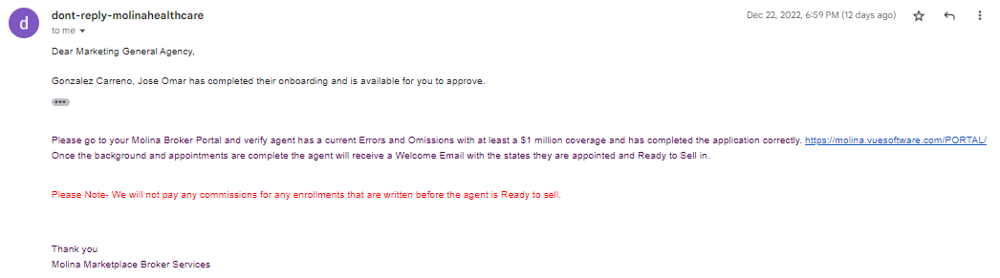 d
dont-reply-molinahealthcare
Dec 22, 2022, 6:59 PM (12 days ago)
to me
Dear Marketing General Agency,
Gonzalez Carreno, Jose Omar has completed their onboarding and is available for you to approve.
Please go to your Molina Broker Portal and verify agent has a current Errors and Omissions with at least a $1 million coverage and has completed the application correctly. https://molina.vuesoftware.com/PORTAL/
Once the background and appointments are complete the agent will receive a Welcome Email with the states they are appointed and Ready to Sell in.
Please Note- We will not pay any commissions for any enrollments that are written before the agent is Ready to sell.
Thank you
Molina Marketplace Broker Services